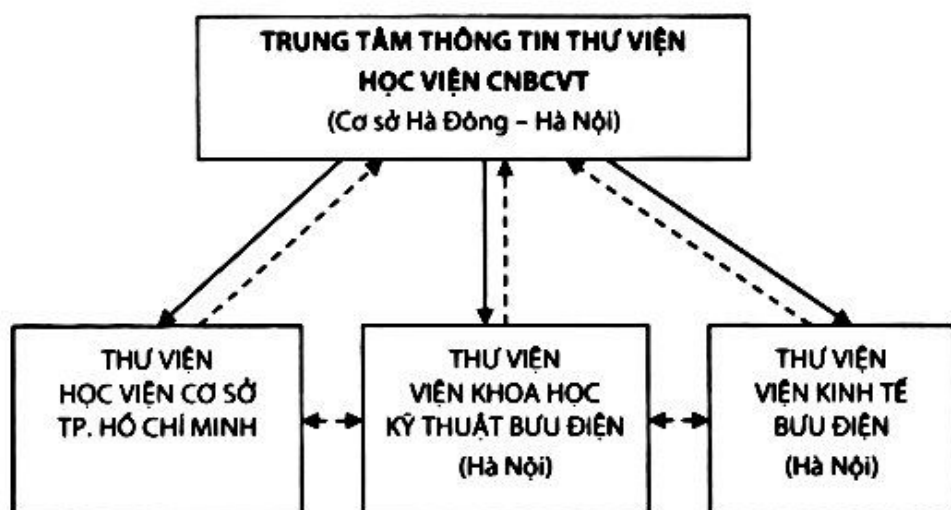 TRUNG TÂM THÔNG TIN THƯ VIỆN
HỌC VIỆN CNBCVT
(Cơ sở Hà Đông – Hà Nội)
THƯ VIỆN
HỌC VIỆN CƠ SỞ
TP. HỒ CHÍ MINH
THƯ VIỆN
VIỆN KHOA HỌC
KỸ THUẬT BƯU ĐIỆN
(Hà Nội)
THƯ VIỆN
VIỆN KINH TẾ
BƯU ĐIỆN
(Hà Nội)